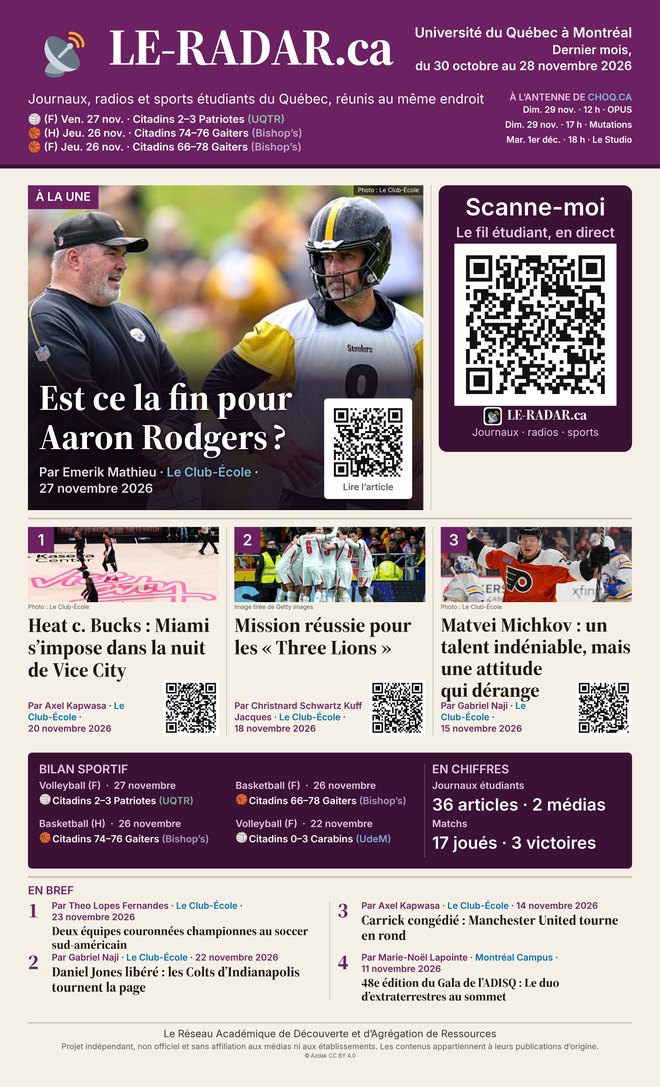 LE-RADAR.ca
Université du Québec à Montréal
Dernier mois,
du 30 octobre au 28 novembre 2026
Journaux, radios et sports étudiants du Québec, réunis au même endroit
(F) Ven. 27 nov. · Citadins 2–3 Patriotes (UQTR)
(H) Jeu. 26 nov. · Citadins 74–76 Gaiters (Bishop’s)
(F) Jeu. 26 nov. · Citadins 66–78 Gaiters (Bishop’s)
À L’ANTENNE DE CHOQ.CA
Dim. 29 nov. · 12 h · OPUS
Dim. 29 nov. · 17 h · Mutations
Mar. 1er déc. · 18 h · Le Studio
À LA UNE
Photo : Le Club-École
Steelers
8
Est ce la fin pour
Aaron Rodgers ?
Par Emerik Mathieu · Le Club-École ·
27 novembre 2026
Lire l’article
Scanne-moi
Le fil étudiant, en direct
LE-RADAR.ca
Journaux · radios · sports
1
Photo : Le Club-École
Heat c. Bucks : Miami
s’impose dans la nuit
de Vice City
Par Axel Kapwasa · Le
Club-École ·
20 novembre 2026
2
Image tirée de Getty Images
Mission réussie pour
les « Three Lions »
Par Christnard Schwartz Kuff
Jacques · Le Club-École ·
18 novembre 2026
3
Photo : Le Club-École
Matvei Michkov : un
talent indéniable, mais
une attitude
qui dérange
Par Gabriel Naji · Le
Club-École ·
15 novembre 2026
BILAN SPORTIF
Volleyball (F) · 27 novembre
Citadins 2–3 Patriotes (UQTR)
Basketball (F) · 26 novembre
Citadins 66–78 Gaiters (Bishop’s)
Basketball (H) · 26 novembre
Citadins 74–76 Gaiters (Bishop’s)
Volleyball (F) · 22 novembre
Citadins 0–3 Carabins (UdeM)
EN CHIFFRES
Journaux étudiants
36 articles · 2 médias
Matchs
17 joués · 3 victoires
EN BREF
1
Par Theo Lopes Fernandes · Le Club-École ·
23 novembre 2026
Deux équipes couronnées championnes au soccer
sud-américain
2
Par Gabriel Naji · Le Club-École · 22 novembre 2026
Daniel Jones libéré : les Colts d’Indianapolis
tournent la page
3
Par Axel Kapwasa · Le Club-École · 14 novembre 2026
Carrick congédié : Manchester United tourne
en rond
4
Par Marie-Noël Lapointe · Montréal Campus ·
11 novembre 2026
48e édition du Gala de l’ADISQ : Le duo
d’extraterrestres au sommet
Le Réseau Académique de Découverte et d’Agrégation de Ressources
Projet indépendant, non officiel et sans affiliation aux médias ni aux établissements. Les contenus appartiennent à leurs publications d’origine.
© Azdak CC BY 4.0